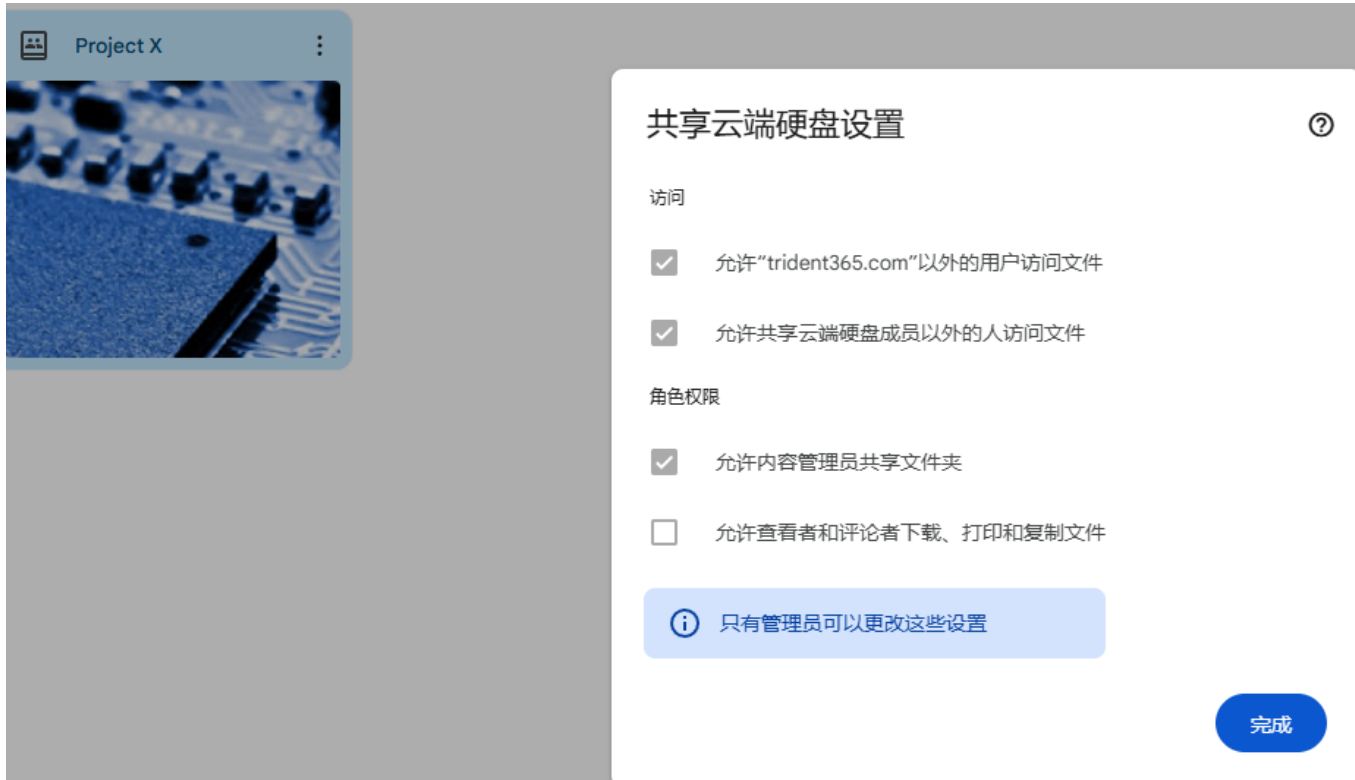 Project X
共享云端硬盘设置
访问
允许“trident365.com”以外的用户访问文件
允许共享云端硬盘成员以外的人访问文件
角色权限
允许内容管理员共享文件夹
允许查看者和评论者下载、打印和复制文件
只有管理员可以更改这些设置
完成